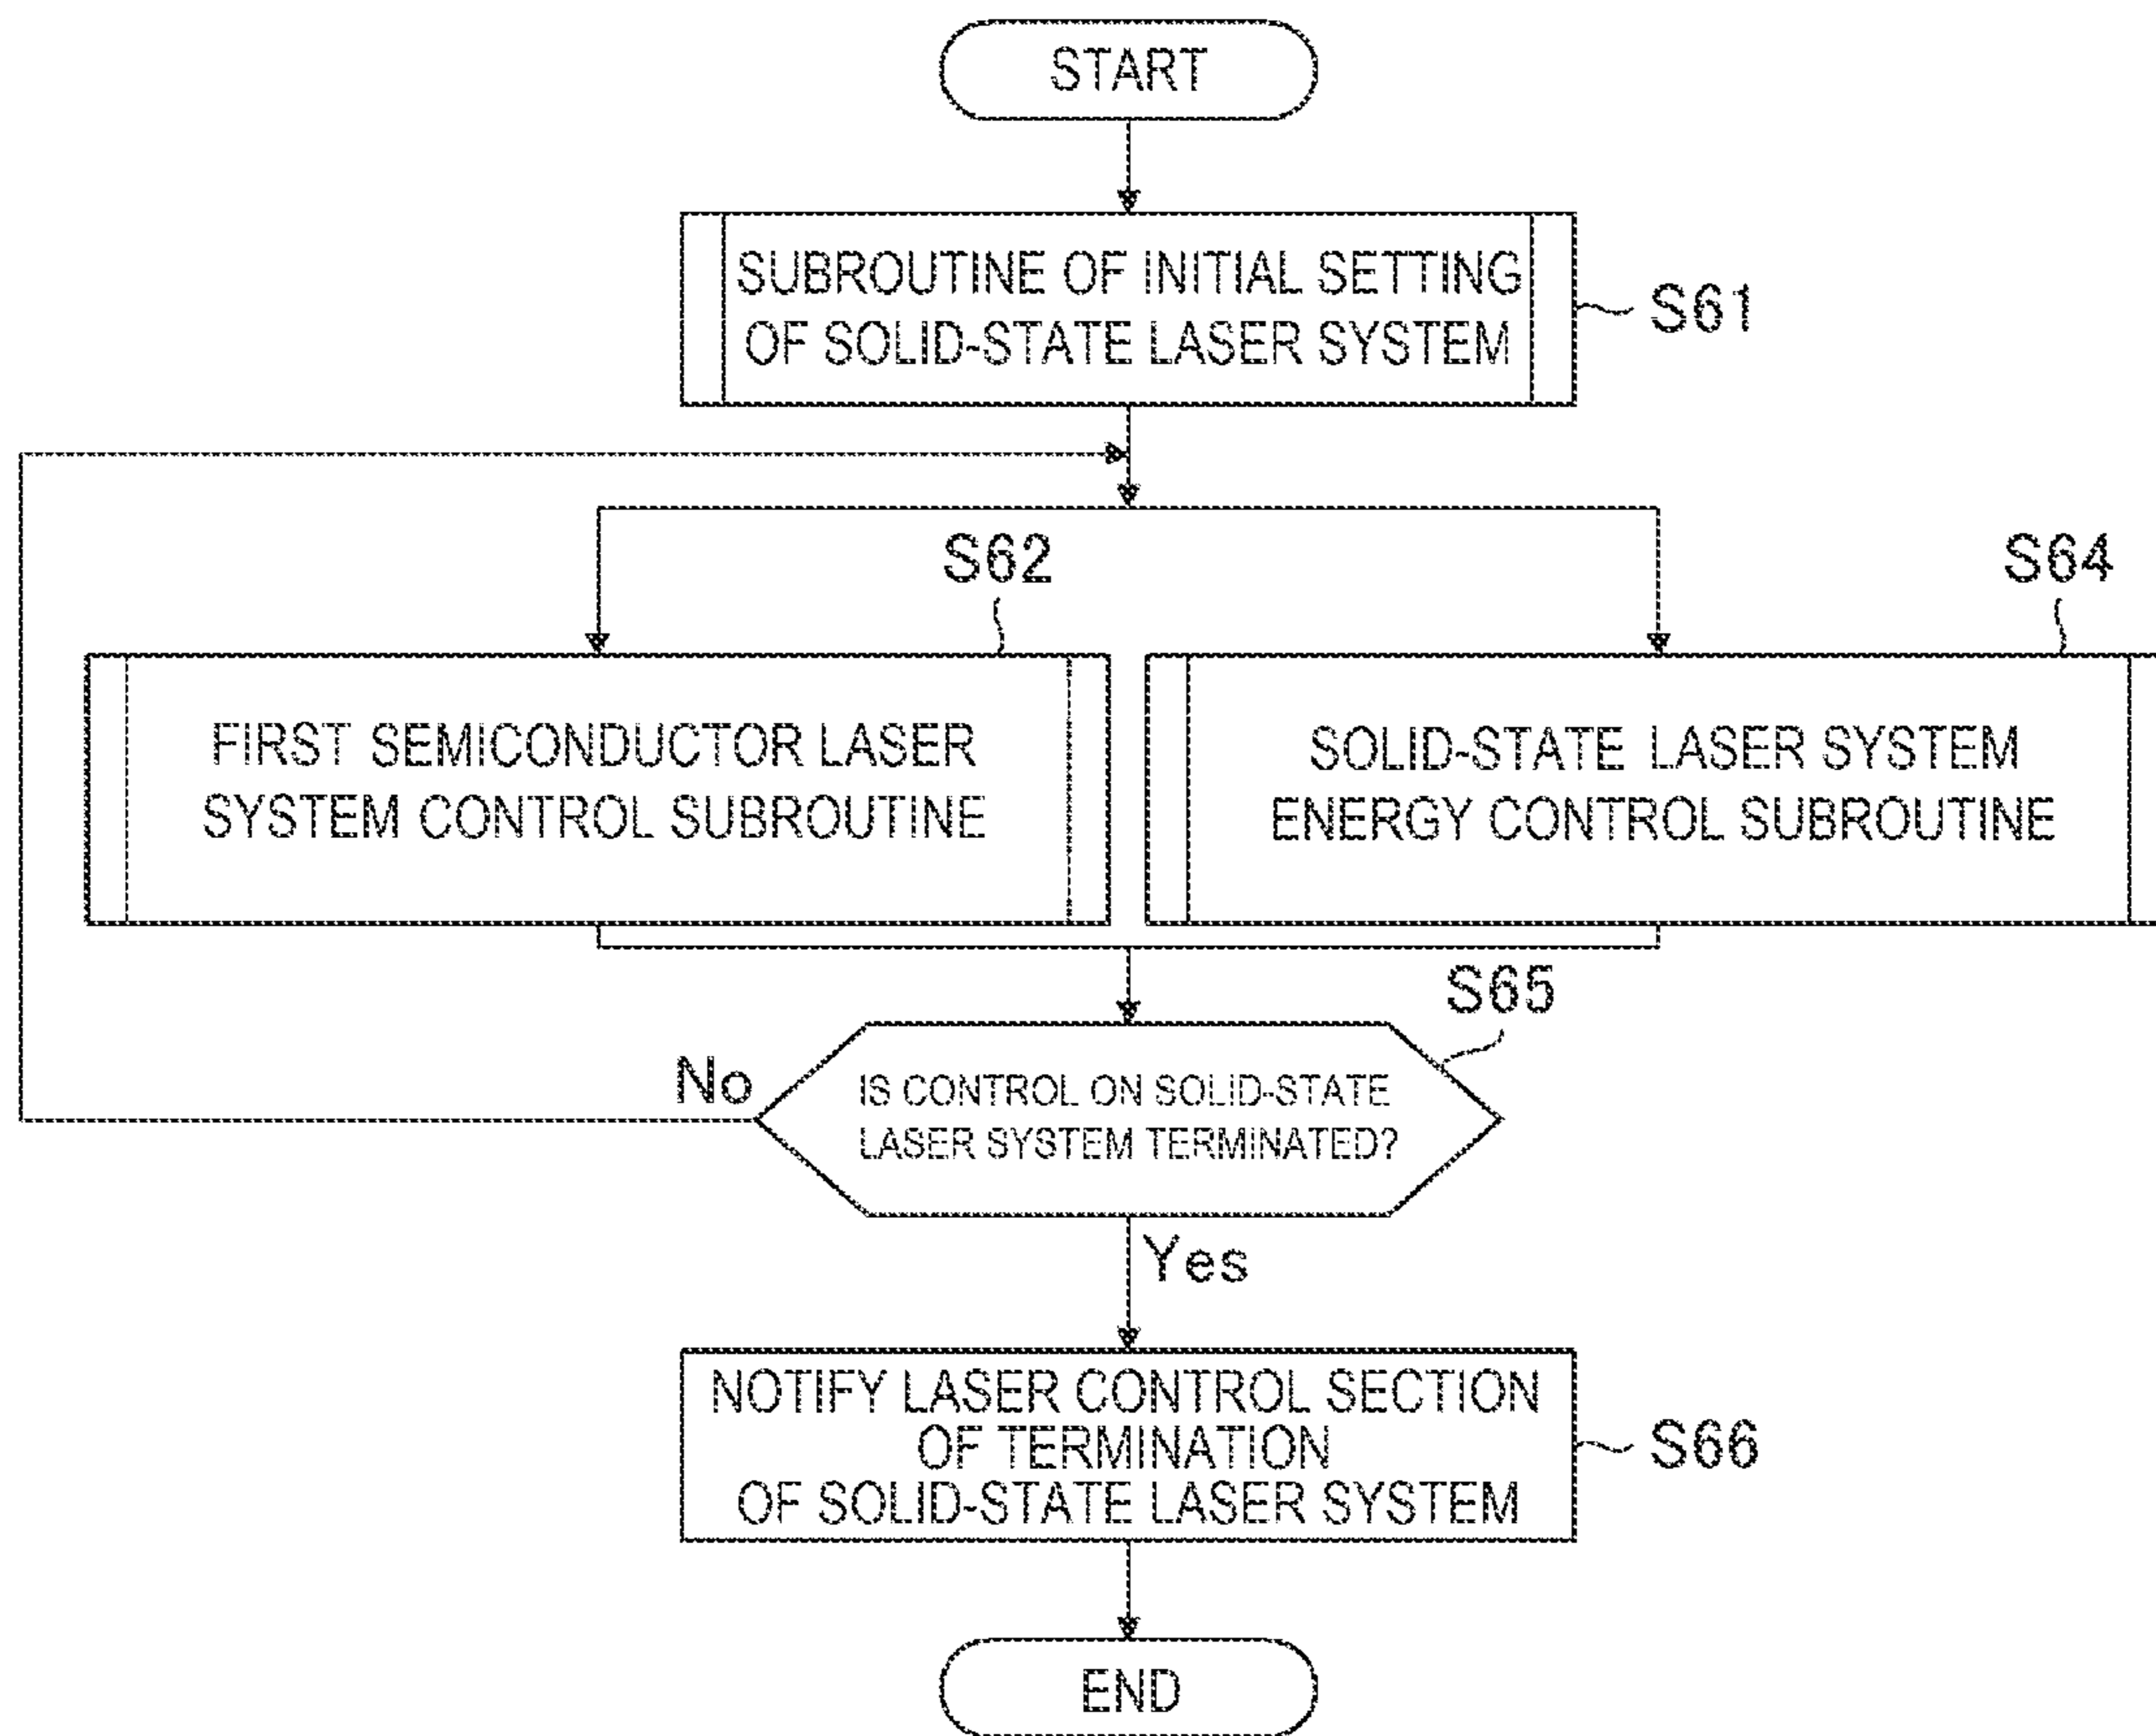 START
SUBROUTINE OF INITIAL SETTING
OF SOLID-STATE LASER SYSTEM
S61
S62
S64
FIRST SEMICONDUCTOR LASER
SYSTEM CONTROL SUBROUTINE
SOLID-STATE LASER SYSTEM
ENERGY CONTROL SUBROUTINE
S65
No
IS CONTROL ON SOLID-STATE
LASER SYSTEM TERMINATED?
Yes
NOTIFY LASER CONTROL SECTION
OF TERMINATION
OF SOLID-STATE LASER SYSTEM
S66
END